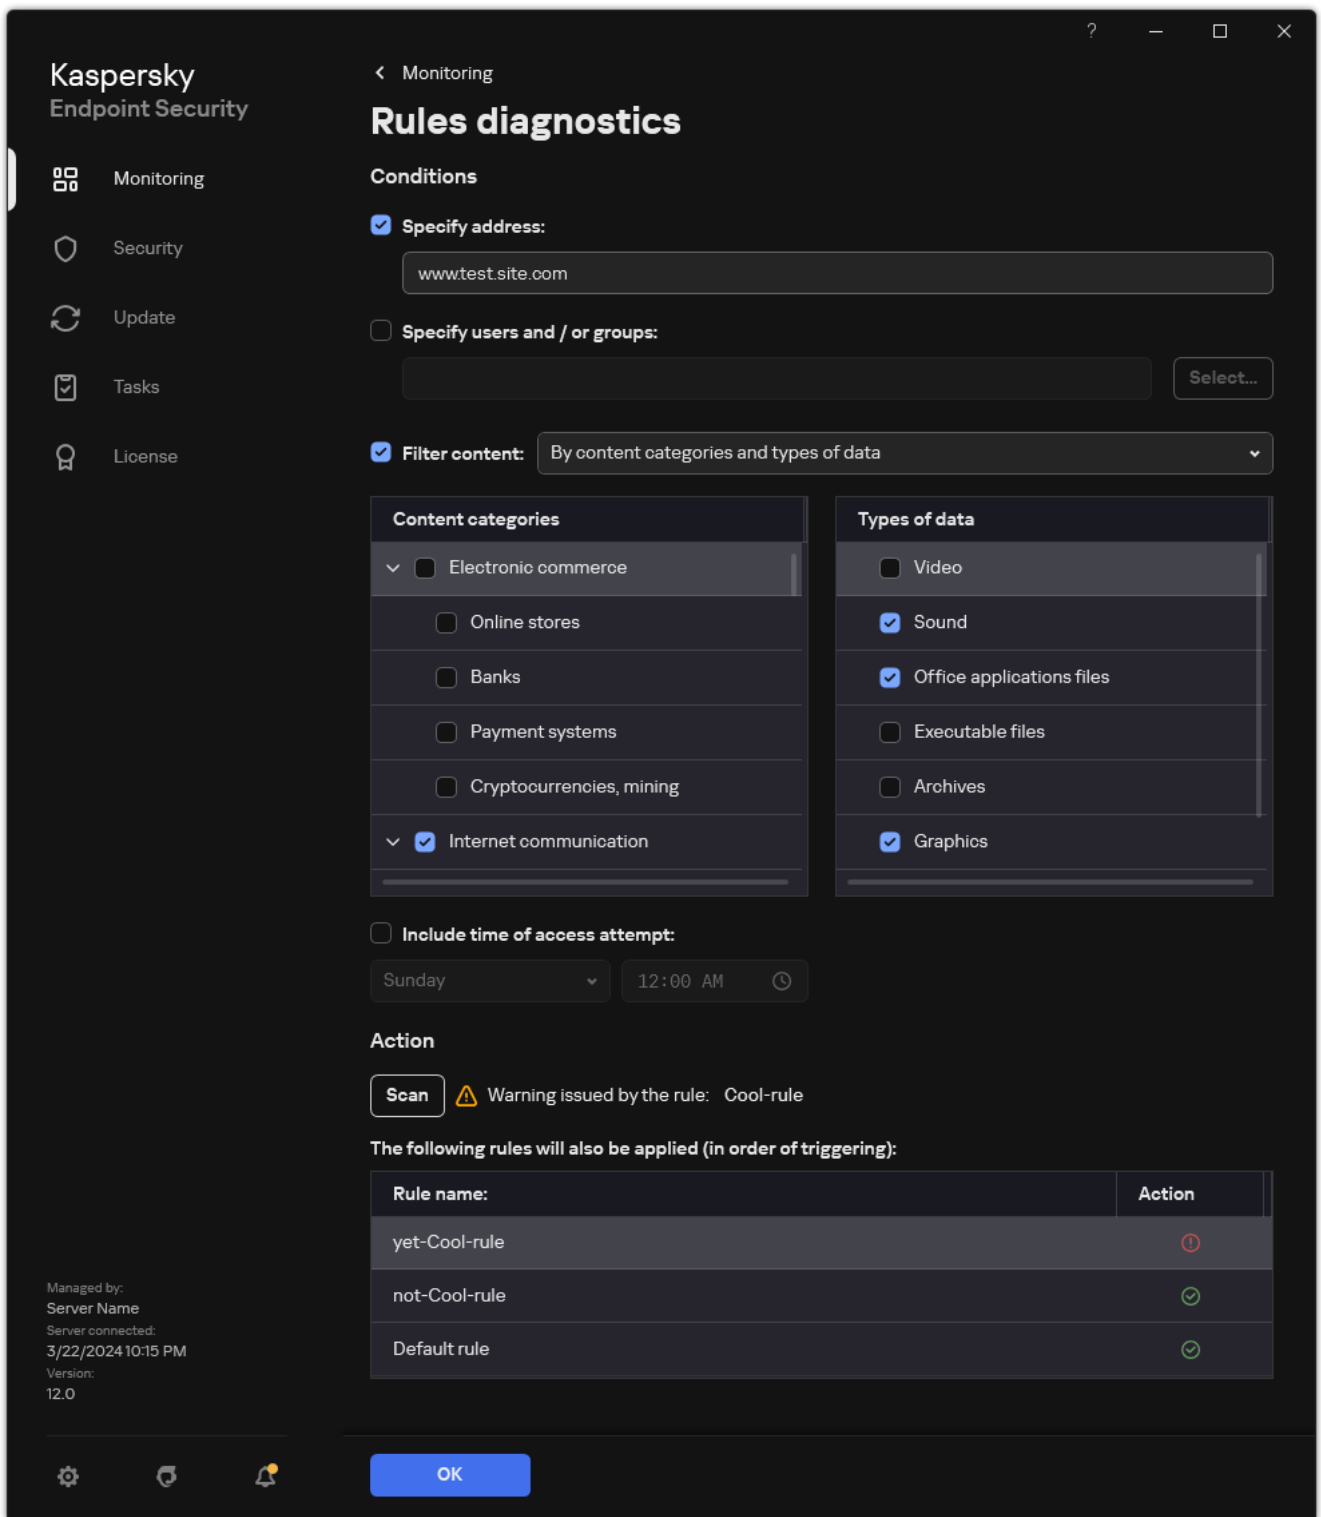 ?
Kaspersky
Endpoint Security
Monitoring
Security
Update
Tasks
License
Managed by:
Server Name
Server connected:
3/22/2024 10:15 PM
Version:
12.0
Monitoring
Rules diagnostics
Conditions
Specify address:
www.test.site.com
Specify users and / or groups:
Select...
Filter content: By content categories and types of data
Content categories
Electronic commerce
Online stores
Banks
Payment systems
Cryptocurrencies, mining
Internet communication
Types of data
Video
Sound
Office applications files
Executable files
Archives
Graphics
Include time of access attempt:
Sunday 12:00 AM
Action
Scan Warning issued by the rule: Cool-rule
The following rules will also be applied (in order of triggering):
Rule name: Action
yet-Cool-rule
not-Cool-rule
Default rule
OK